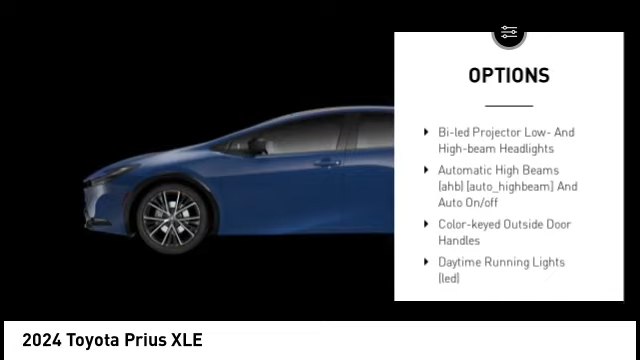 OPTIONS
Bi-led Projector Low- And
High-beam Headlights
Automatic High Beams
(ahb) [auto_highbeam] And
Auto On/off
Color-keyed Outside Door
Handles
Daytime Running Lights
(led)
2024 Toyota Prius XLE